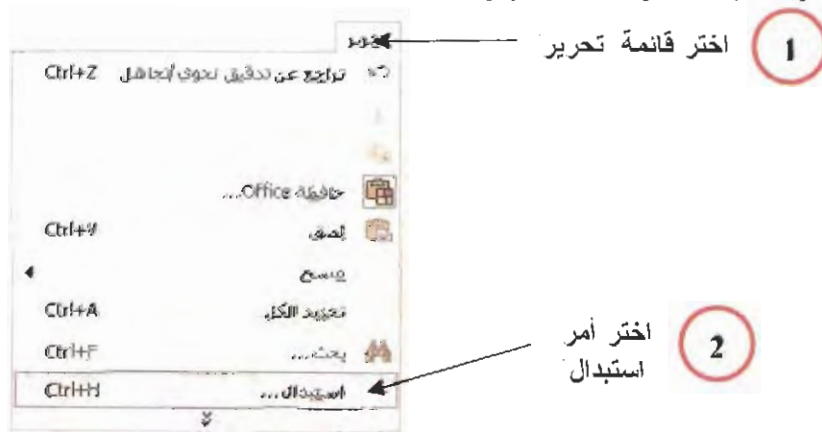 1
اختر قائمة تحرير
تحرير
تراجع عن تدقيق نحوي/تجاهل Ctrl+Z
حافظة Office...
لصق Ctrl+V
مسح
تحديد الكل Ctrl+A
بحث... Ctrl+F
استبدال... Ctrl+H
2
اختر أمر
استبدال